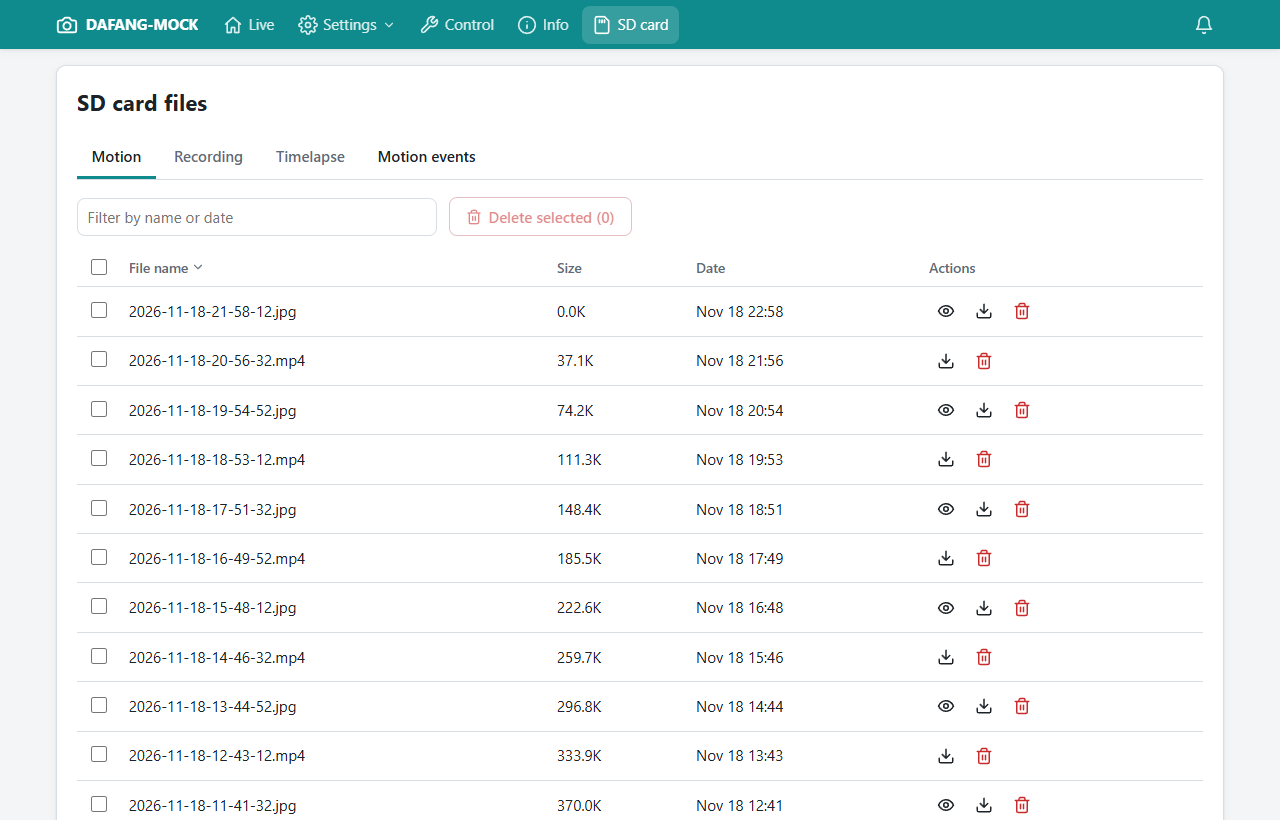 DAFANG-MOCK Live Settings Control Info SD card
SD card files
Motion Recording Timelapse Motion events
Filter by name or date Delete selected (0)
File name Size Date Actions
2026-11-18-21-58-12.jpg 0.0K Nov 18 22:58
2026-11-18-20-56-32.mp4 37.1K Nov 18 21:56
2026-11-18-19-54-52.jpg 74.2K Nov 18 20:54
2026-11-18-18-53-12.mp4 111.3K Nov 18 19:53
2026-11-18-17-51-32.jpg 148.4K Nov 18 18:51
2026-11-18-16-49-52.mp4 185.5K Nov 18 17:49
2026-11-18-15-48-12.jpg 222.6K Nov 18 16:48
2026-11-18-14-46-32.mp4 259.7K Nov 18 15:46
2026-11-18-13-44-52.jpg 296.8K Nov 18 14:44
2026-11-18-12-43-12.mp4 333.9K Nov 18 13:43
2026-11-18-11-41-32.jpg 370.0K Nov 18 12:41